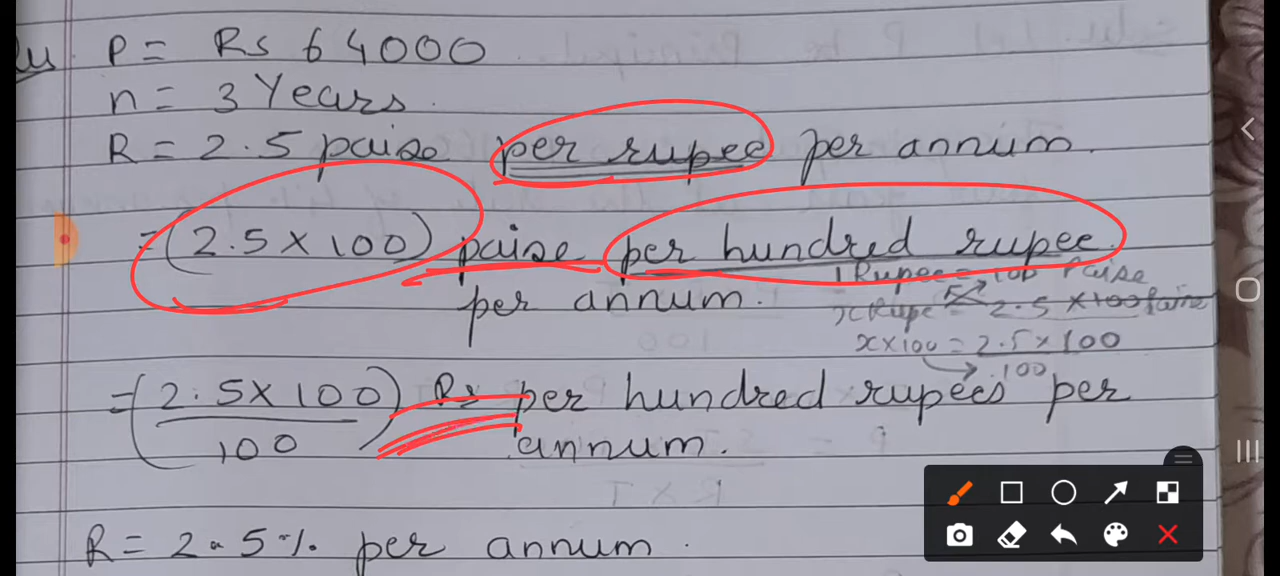 P = Rs 64000
n = 3 Years.
R = 2.5 paise per rupee per annum.
= (2.5 × 100) paise per hundred rupee
per annum.
1 Rupee = 100 Paise
x Rupe = 2.5 × 100 Paise
x × 100 = 2.5 × 100
100
= (2.5 × 100 / 100) Rs per hundred rupees per
annum.
R = 2.5% per annum.